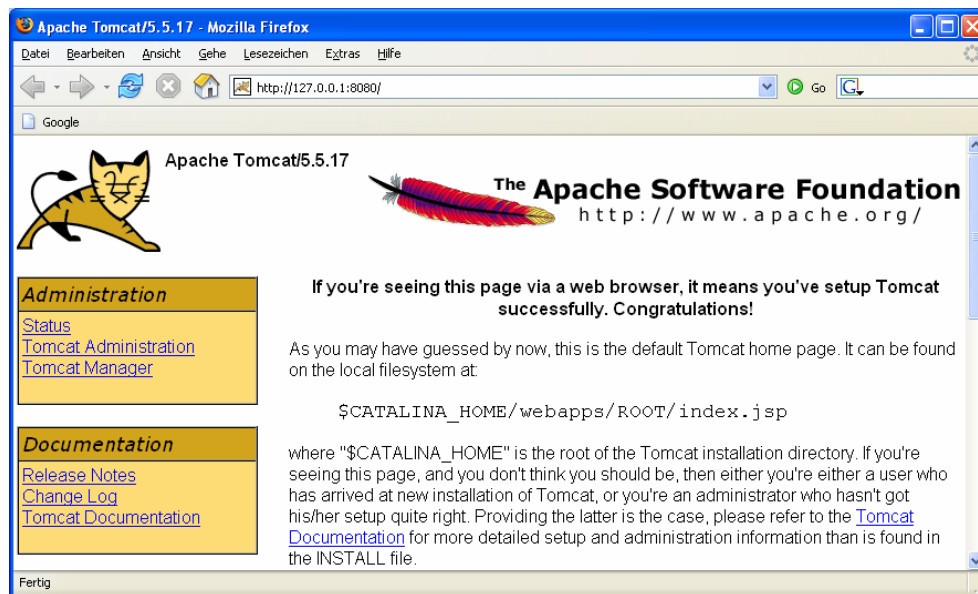 Apache Tomcat/5.5.17 - Mozilla Firefox
Datei Bearbeiten Ansicht Gehe Lesezeichen Extras Hilfe
http://127.0.0.1:8080/ Go G
Google
Apache Tomcat/5.5.17
The Apache Software Foundation
http://www.apache.org/
Administration
Status
Tomcat Administration
Tomcat Manager
Documentation
Release Notes
Change Log
Tomcat Documentation
If you're seeing this page via a web browser, it means you've setup Tomcat
successfully. Congratulations!
As you may have guessed by now, this is the default Tomcat home page. It can be found
on the local filesystem at:
$CATALINA_HOME/webapps/ROOT/index.jsp
where "$CATALINA_HOME" is the root of the Tomcat installation directory. If you're
seeing this page, and you don't think you should be, then either you're either a user who
has arrived at new installation of Tomcat, or you're an administrator who hasn't got
his/her setup quite right. Providing the latter is the case, please refer to the Tomcat
Documentation for more detailed setup and administration information than is found in
the INSTALL file.
Fertig